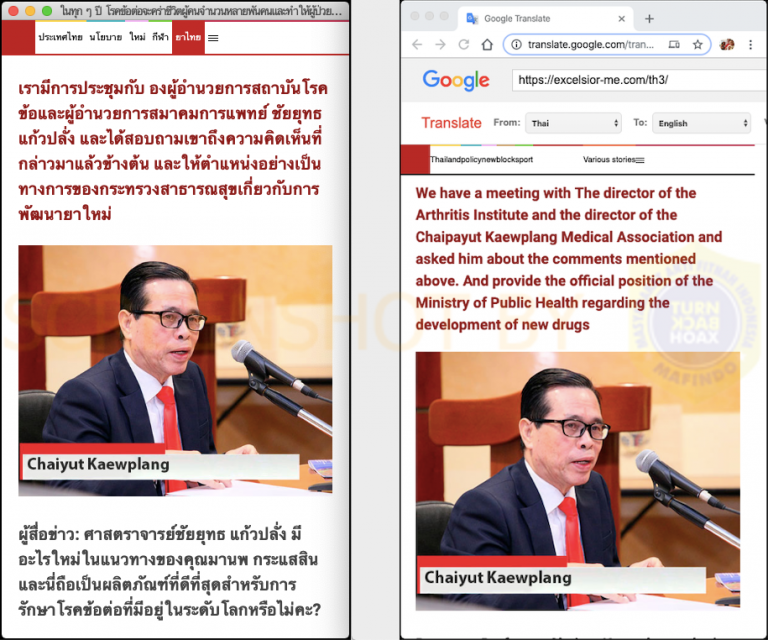 ในทุก ๆ ปี โรคข้อต่อจะคร่าชีวิตผู้คนจำนวนหลายพันคนและทำให้ผู้ป่วย...
ประเทศไทย นโยบาย ใหม่ กีฬา ยาไทย
เรามีการประชุมกับ องผู้อำนวยการสถาบันโรค
ข้อและผู้อำนวยการสมาคมการแพทย์ ชัยยุทธ
แก้วปลั่ง และได้สอบถามเขาถึงความคิดเห็นที่
กล่าวมาแล้วข้างต้น และให้ตำแหน่งอย่างเป็น
ทางการของกระทรวงสาธารณสุขเกี่ยวกับการ
พัฒนายาใหม่
Chaiyut Kaewplang
ผู้สื่อข่าว: ศาสตราจารย์ชัยยุทธ แก้วปลั่ง มี
อะไรใหม่ในแนวทางของคุณมานพ กระแสสิน
และนี่ถือเป็นผลิตภัณฑ์ที่ดีที่สุดสำหรับการ
รักษาโรคข้อต่อที่มีอยู่ในระดับโลกหรือไม่คะ?
Google Translate
translate.google.com/tran...
Google
https://excelsior-me.com/th3/
Translate From: Thai To: English
Thailandpolicynewblocksport Various stories
We have a meeting with The director of the
Arthritis Institute and the director of the
Chaipayut Kaewplang Medical Association and
asked him about the comments mentioned
above. And provide the official position of the
Ministry of Public Health regarding the
development of new drugs
Chaiyut Kaewplang
SCREENSHOT BY
TURN
BACK
HOAX
MAFINDO